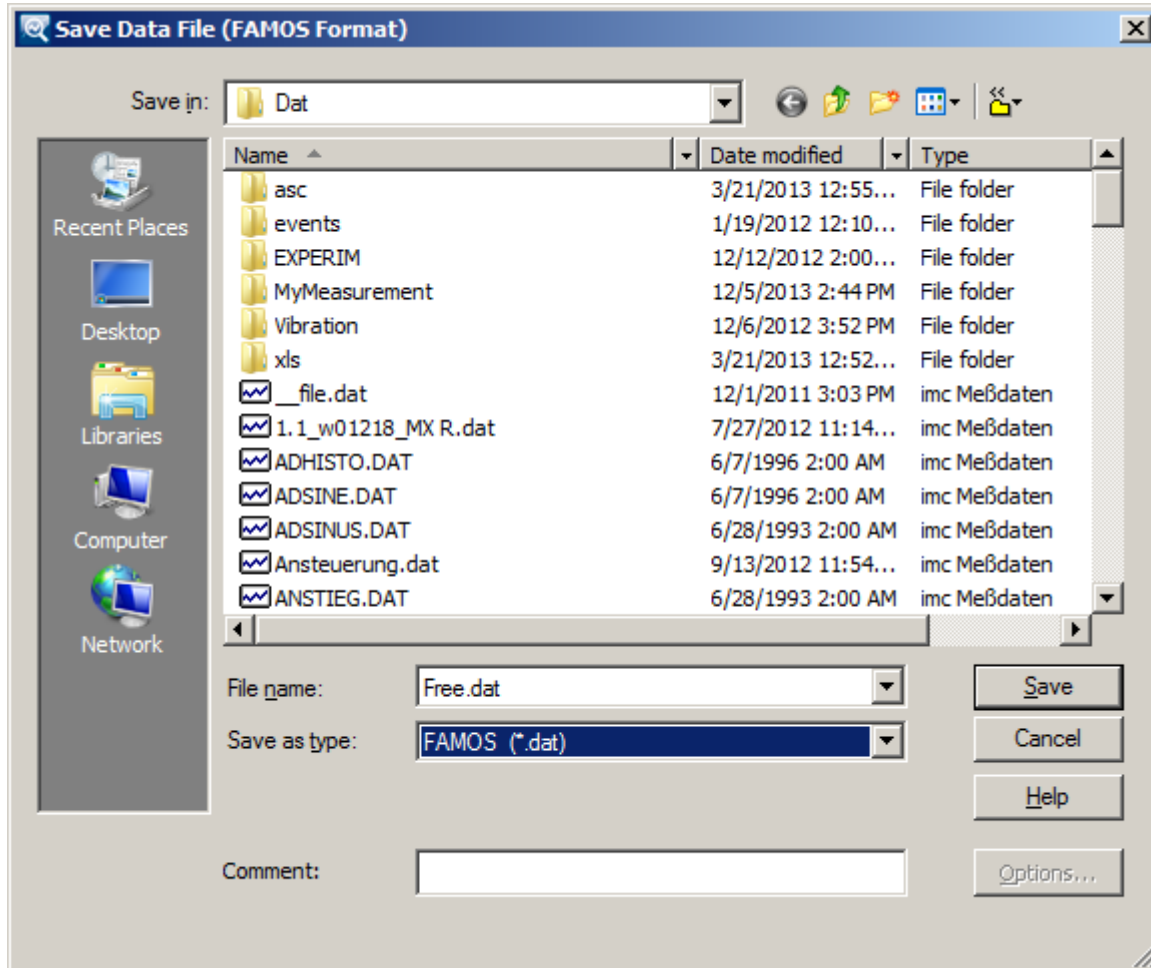 Save Data File (FAMOS Format)
Save in: Dat
Name Date modified Type
asc 3/21/2013 12:55... File folder
events 1/19/2012 12:10... File folder
EXPERIM 12/12/2012 2:00... File folder
MyMeasurement 12/5/2013 2:44 PM File folder
Vibration 12/6/2012 3:52 PM File folder
xls 3/21/2013 12:52... File folder
__file.dat 12/1/2011 3:03 PM imc Meßdaten
1.1_w01218_MX R.dat 7/27/2012 11:14... imc Meßdaten
ADHISTO.DAT 6/7/1996 2:00 AM imc Meßdaten
ADSINE.DAT 6/7/1996 2:00 AM imc Meßdaten
ADSINUS.DAT 6/28/1993 2:00 AM imc Meßdaten
Ansteuerung.dat 9/13/2012 11:54... imc Meßdaten
ANSTIEG.DAT 6/28/1993 2:00 AM imc Meßdaten
Recent Places
Desktop
Libraries
Computer
Network
File name: Free.dat Save
Save as type: FAMOS (*.dat) Cancel
Help
Comment: Options...